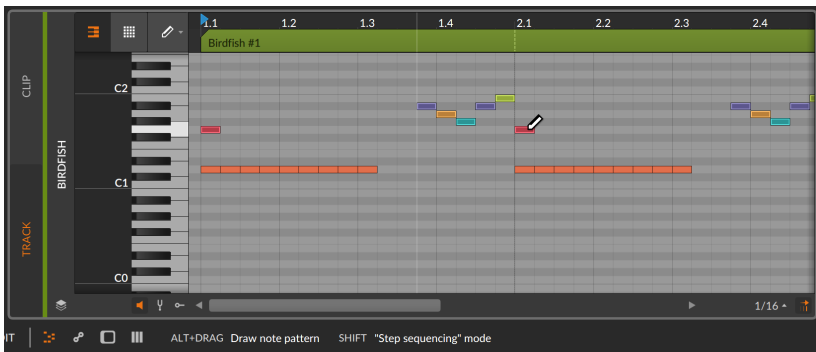 1.1 1.2 1.3 1.4 2.1 2.2 2.3 2.4
Birdfish #1
CLIP
TRACK
BIRDFISH
C2
C1
C0
1/16
IT ALT+DRAG Draw note pattern SHIFT "Step sequencing" mode